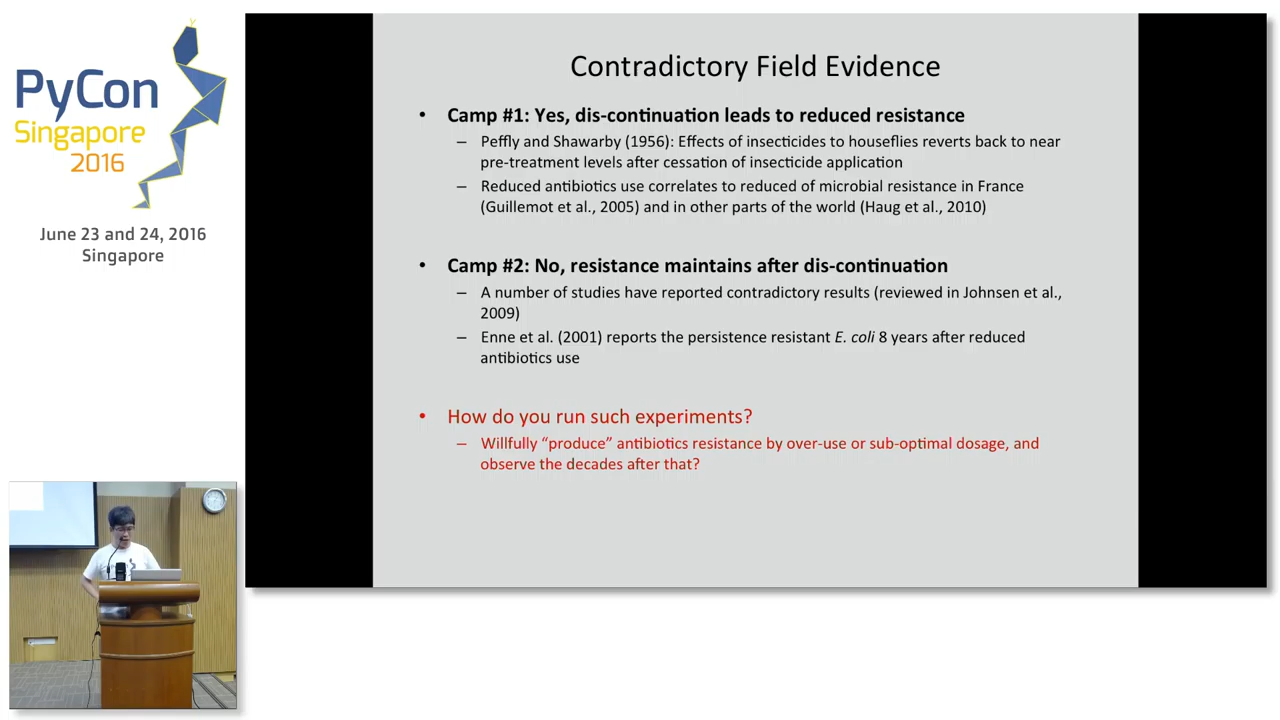 PyCon
Singapore
2016
June 23 and 24, 2016
Singapore
Contradictory Field Evidence
• Camp #1: Yes, dis-continuation leads to reduced resistance
– Peffly and Shawarby (1956): Effects of insecticides to houseflies reverts back to near
pre-treatment levels after cessation of insecticide application
– Reduced antibiotics use correlates to reduced of microbial resistance in France
(Guillemot et al., 2005) and in other parts of the world (Haug et al., 2010)
• Camp #2: No, resistance maintains after dis-continuation
– A number of studies have reported contradictory results (reviewed in Johnsen et al.,
2009)
– Enne et al. (2001) reports the persistence resistant E. coli 8 years after reduced
antibiotics use
• How do you run such experiments?
– Willfully “produce” antibiotics resistance by over-use or sub-optimal dosage, and
observe the decades after that?